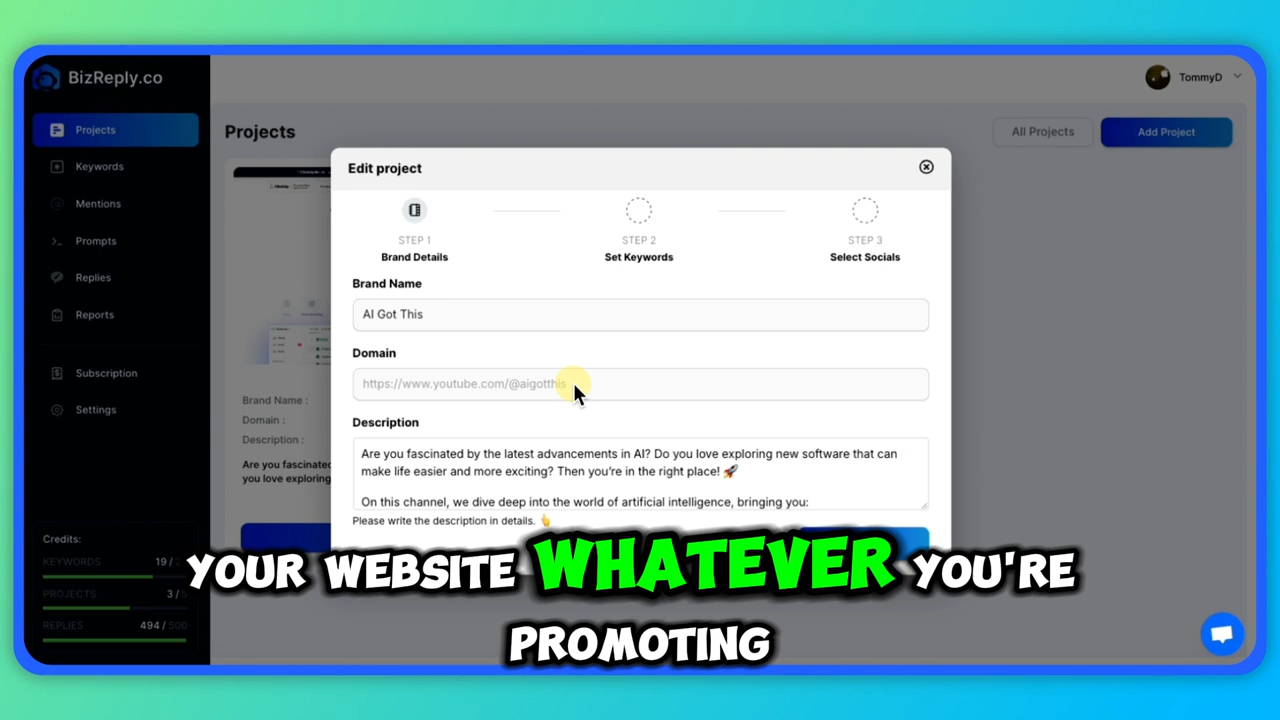 BizReply.co
TommyD
Projects
Keywords
Mentions
Prompts
Replies
Reports
Subscription
Settings
Credits:
KEYWORDS 19 /
PROJECTS 3 / 5
REPLIES 494 / 500
Projects
All Projects
Add Project
Brand Name :
Domain :
Description :
Are you fascinated
you love exploring
Edit project
STEP 1
Brand Details
STEP 2
Set Keywords
STEP 3
Select Socials
Brand Name
AI Got This
Domain
https://www.youtube.com/@aigotthis
Description
Are you fascinated by the latest advancements in AI? Do you love exploring new software that can
make life easier and more exciting? Then you're in the right place! 🚀
On this channel, we dive deep into the world of artificial intelligence, bringing you:
Please write the description in details. 👆
YOUR WEBSITE WHATEVER YOU'RE
PROMOTING